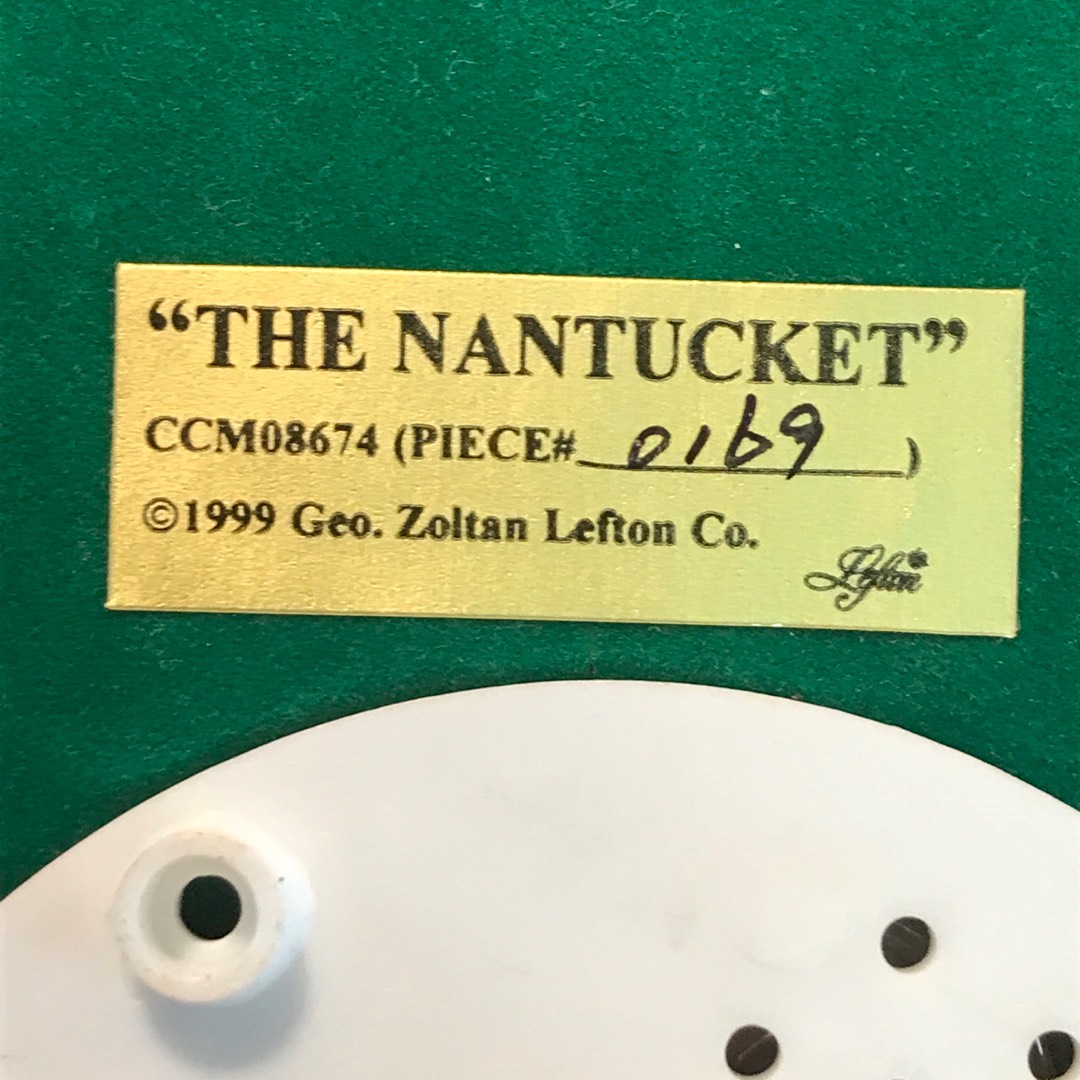 “THE NANTUCKET”
CCM08674 (PIECE# 0169)
©1999 Geo. Zoltan Lefton Co.
Lefton